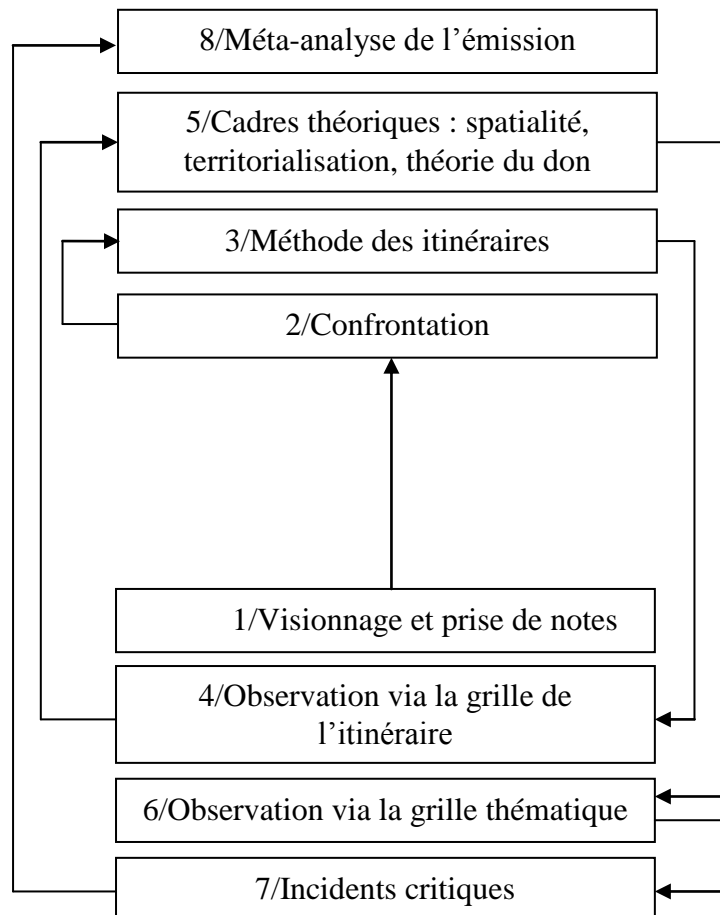 8/Méta-analyse de l’émission
5/Cadres théoriques : spatialité,
territorialisation, théorie du don
3/Méthode des itinéraires
2/Confrontation
1/Visionnage et prise de notes
4/Observation via la grille de
l’itinéraire
6/Observation via la grille thématique
7/Incidents critiques